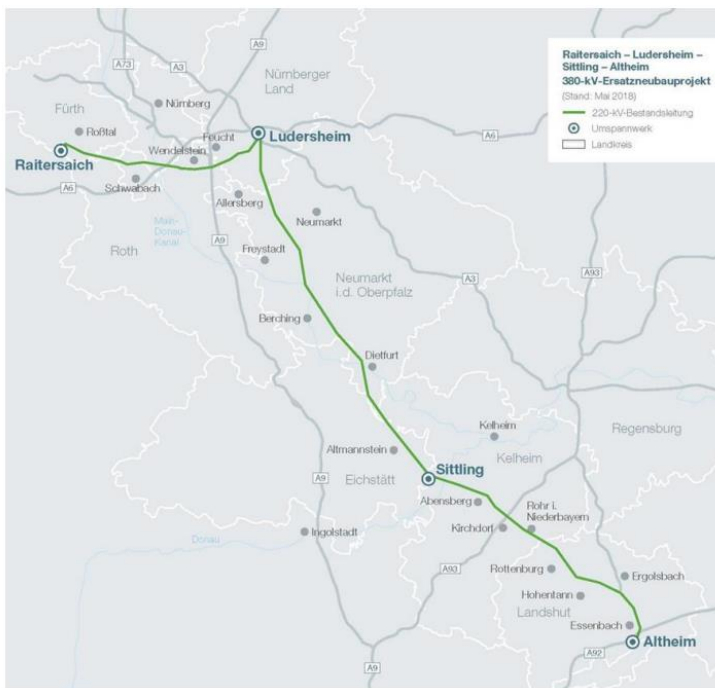 Raitersaich – Ludersheim –
Sittling – Altheim
380-kV-Ersatzneubauprojekt
(Stand: Mai 2018)
220-kV-Bestandsleitung
Umspannwerk
Landkreis
A9
A3
A73
Nürnberger
Land
Fürth
Nürnberg
Roßtal
Feucht
Ludersheim
A6
Wendelstein
Raitersaich
Schwabach
A6
Allersberg
Neumarkt
Main-
Donau-
Kanal
A9
Roth
Freystadt
A93
A3
Neumarkt
i.d. Oberpfalz
Berching
Dietfurt
Kelheim
Regensburg
Altmannstein
Kelheim
Sittling
A9
Eichstätt
Abensberg
Rohr i.
Niederbayern
Kirchdorf
Ingolstadt
Donau
A93
Rottenburg
Ergolsbach
Hohentann
Landshut
Essenbach
Altheim
A92
A9